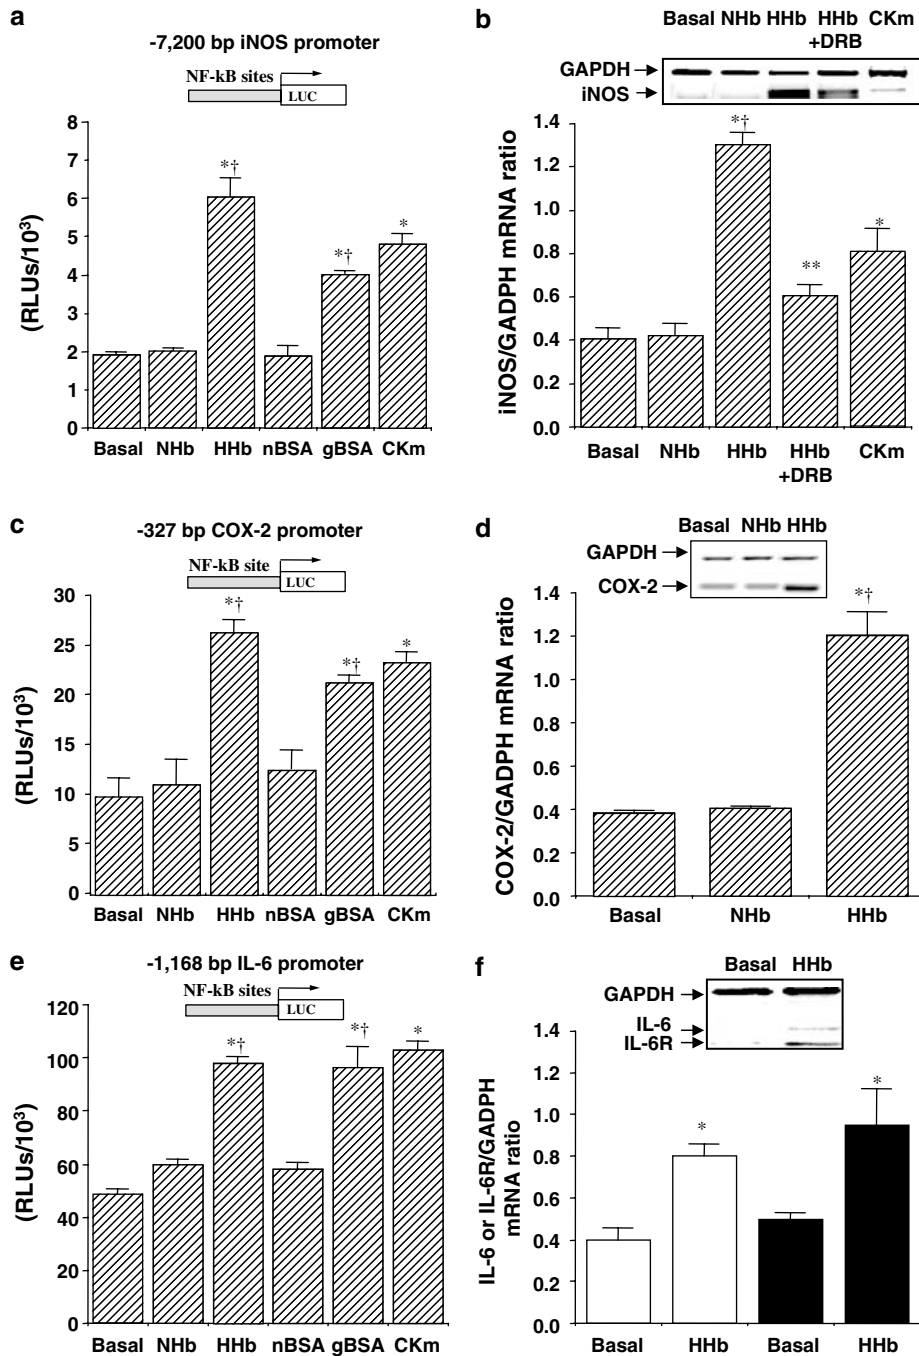 a
-7,200 bp iNOS promoter
NF-kB sites
LUC
8
7
6
5
4
3
2
1
0
(RLUs/10³)
*†
*†
*
Basal NHb HHb nBSA gBSA CKm
b
Basal NHb HHb HHb CKm
+DRB
GAPDH
iNOS
1.4
1.2
1.0
0.8
0.6
0.4
0.2
0.0
iNOS/GADPH mRNA ratio
*†
**
*
Basal NHb HHb HHb CKm
+DRB
c
-327 bp COX-2 promoter
NF-kB site
LUC
30
25
20
15
10
5
0
(RLUs/10³)
*†
*†
*
Basal NHb HHb nBSA gBSA CKm
d
Basal NHb HHb
GAPDH
COX-2
1.4
1.2
1.0
0.8
0.6
0.4
0.2
0.0
COX-2/GADPH mRNA ratio
*†
Basal NHb HHb
e
-1,168 bp IL-6 promoter
NF-kB sites
LUC
120
100
80
60
40
20
0
(RLUs/10³)
*†
*†
*
Basal NHb HHb nBSA gBSA CKm
f
Basal HHb
GAPDH
IL-6
IL-6R
1.4
1.2
1.0
0.8
0.6
0.4
0.2
0.0
IL-6 or IL-6R/GADPH
mRNA ratio
*
*
Basal HHb Basal HHb